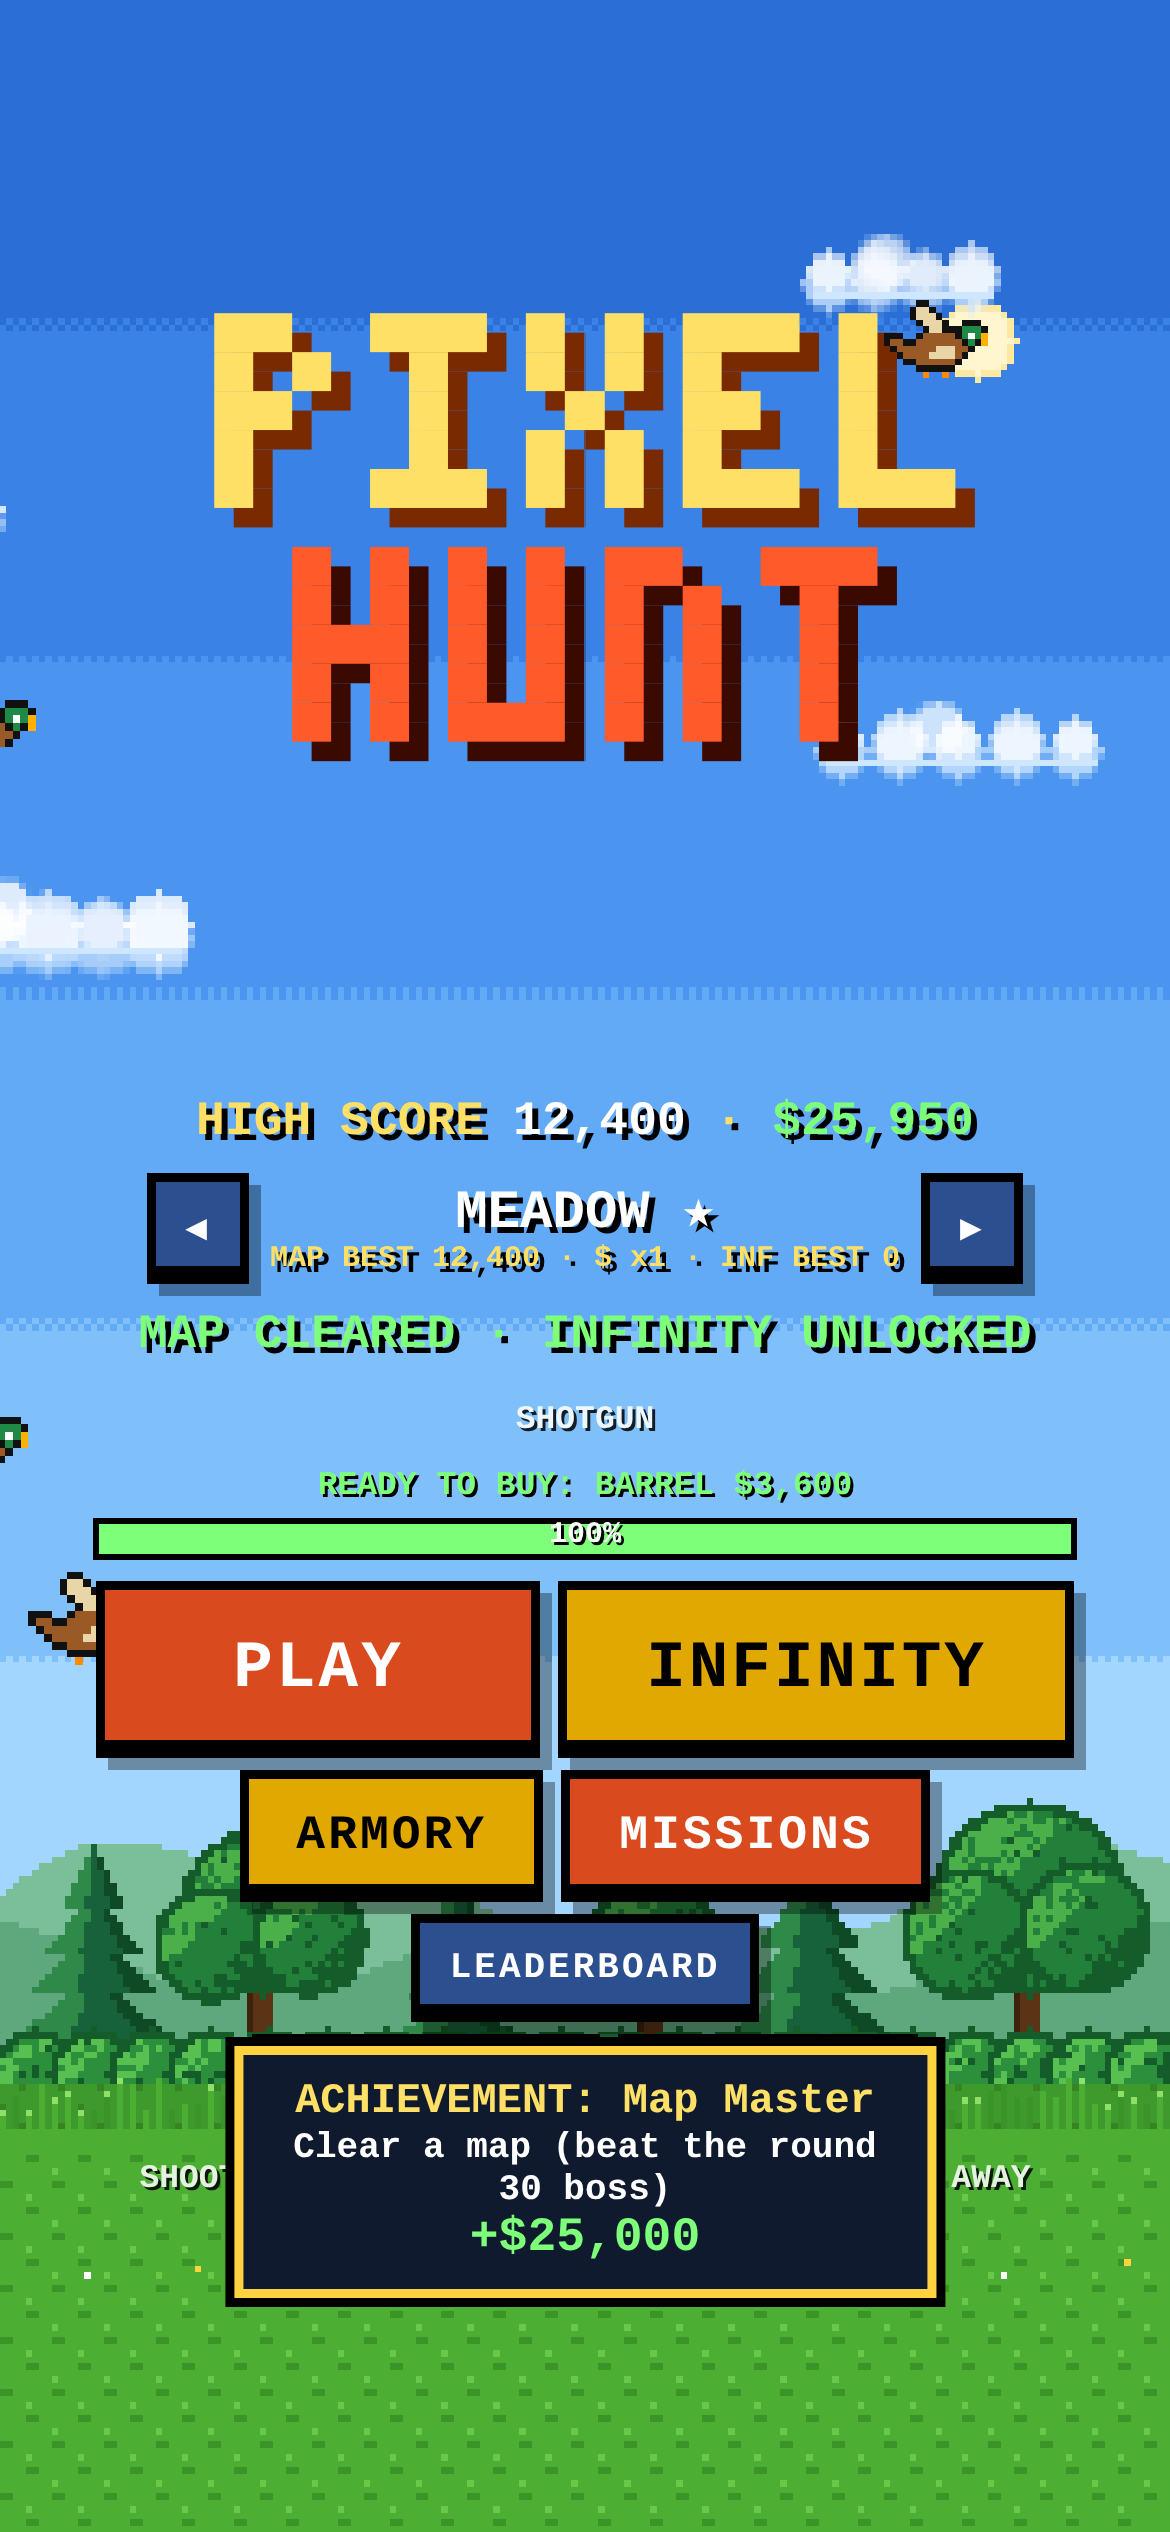 PIXEL
HUNT
HIGH SCORE 12,400 · $25,950
◀ MEADOW ★ ▶
MAP BEST 12,400 · $ x1 · INF BEST 0
MAP CLEARED · INFINITY UNLOCKED
SHOTGUN
READY TO BUY: BARREL $3,600
100%
PLAY INFINITY
ARMORY MISSIONS
LEADERBOARD
ACHIEVEMENT: Map Master
Clear a map (beat the round
30 boss)
+$25,000
AWAY